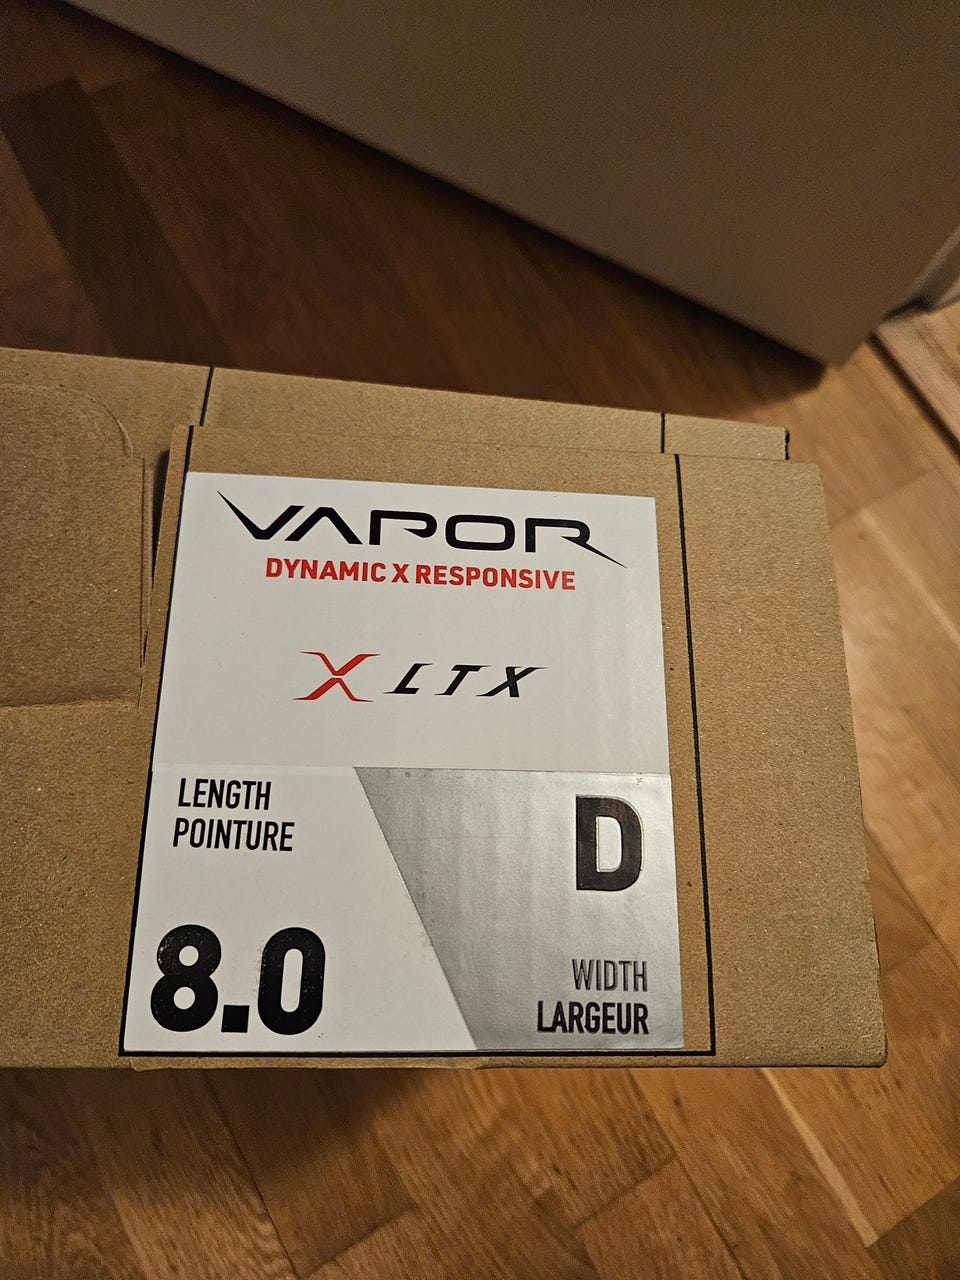 VAPOR
DYNAMIC X RESPONSIVE
X LTX
LENGTH
POINTURE
8.0
D
WIDTH
LARGEUR